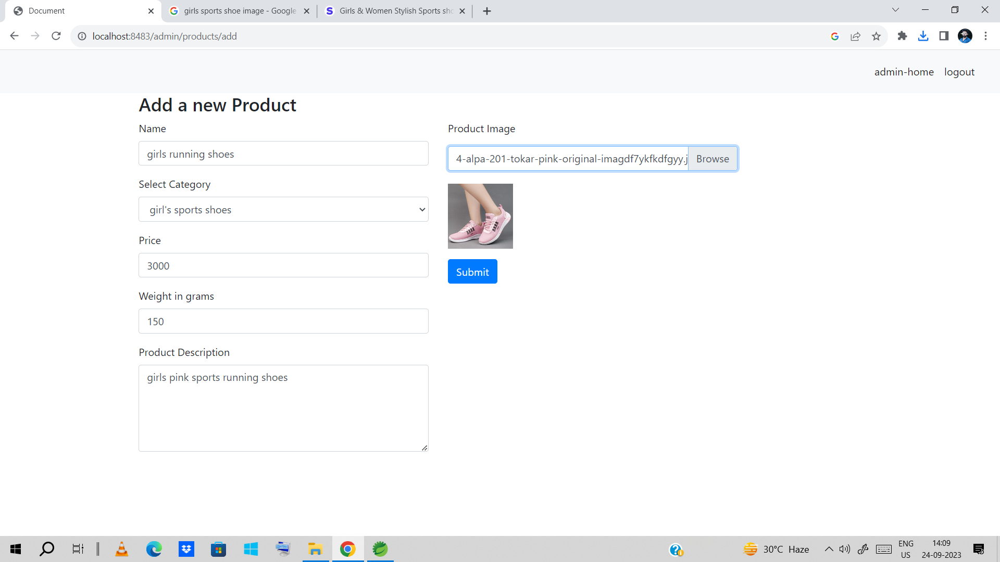 Document
girls sports shoe image - Google
Girls & Women Stylish Sports sho
localhost:8483/admin/products/add
admin-home logout
Add a new Product
Name
girls running shoes
Select Category
girl's sports shoes
Price
3000
Weight in grams
150
Product Description
girls pink sports running shoes
Product Image
4-alpa-201-tokar-pink-original-imagdf7ykfkdfgyy.j Browse
Submit
30°C Haze
ENG
US
14:09
24-09-2023